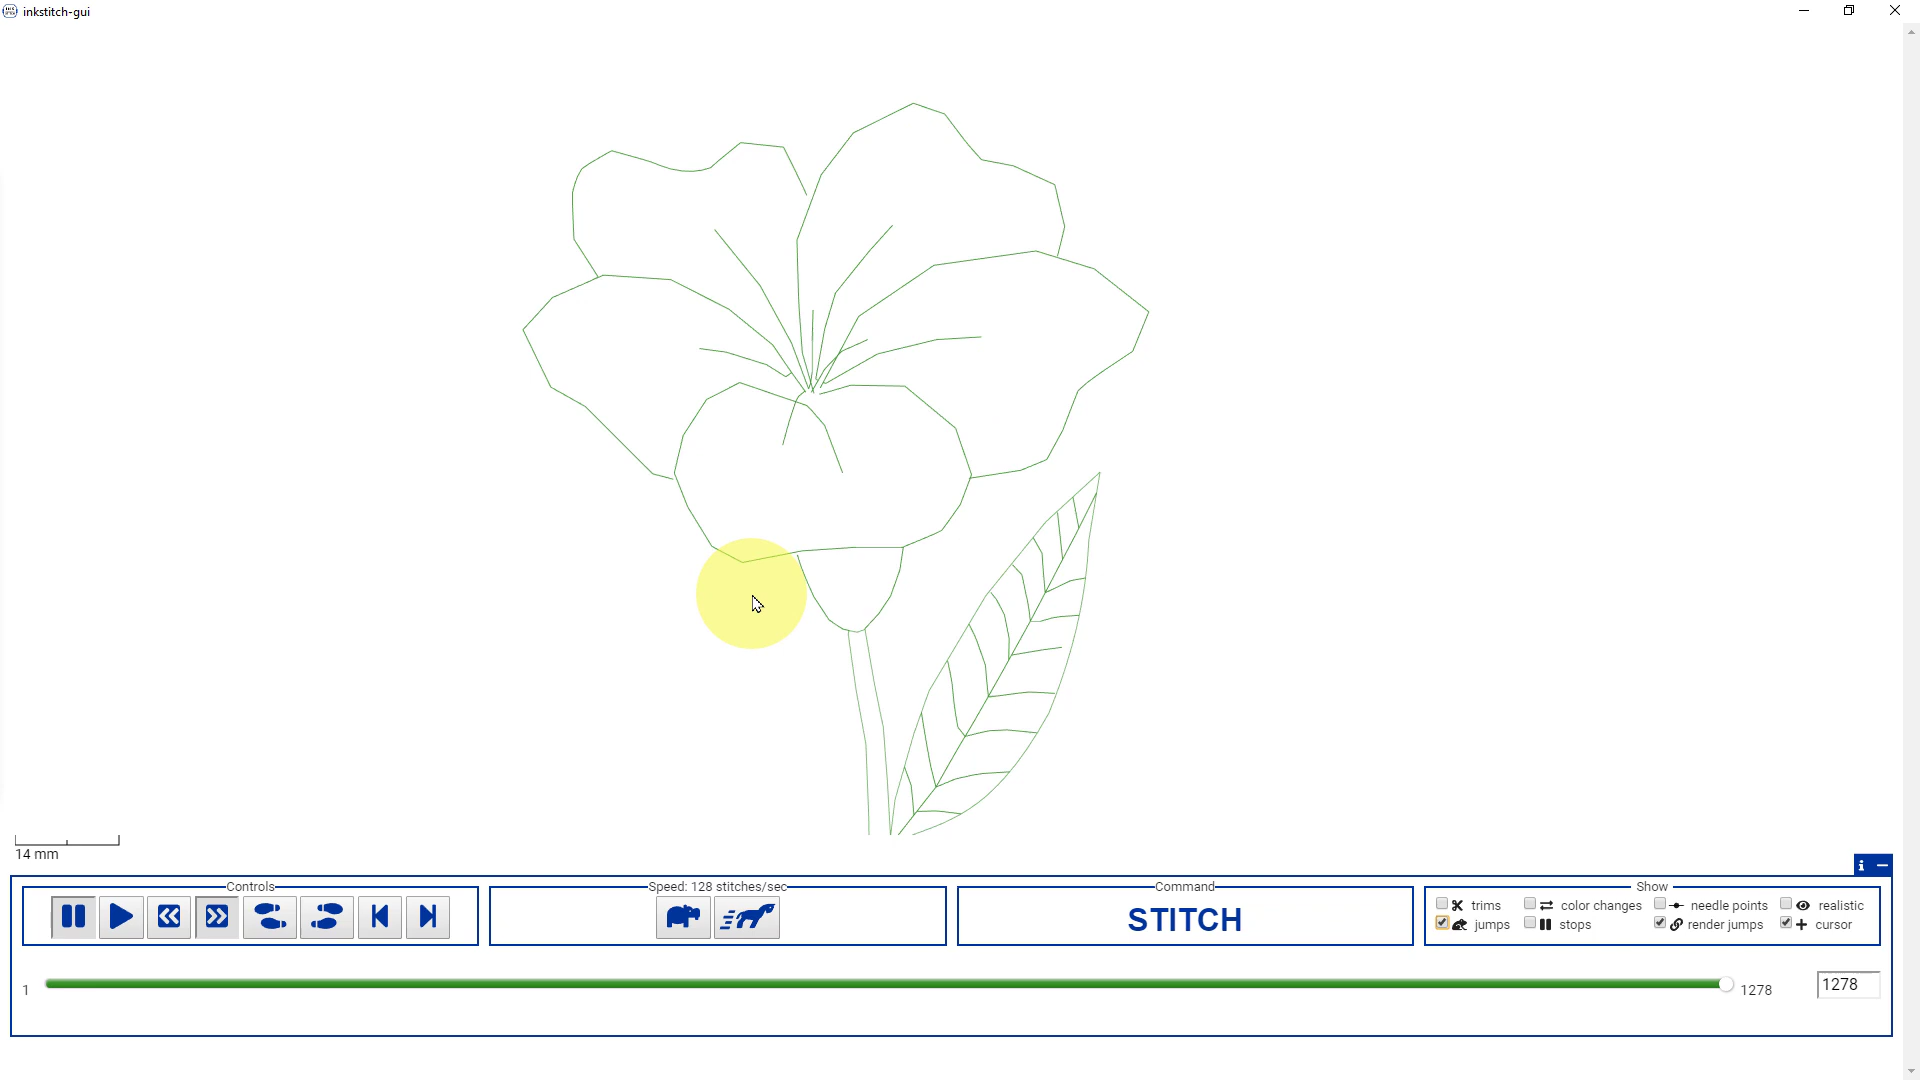 inkstitch-gui
14 mm
Controls
Speed: 128 stitches/sec
Command
STITCH
Show
trims
color changes
needle points
realistic
jumps
stops
render jumps
cursor
1
1278
1278